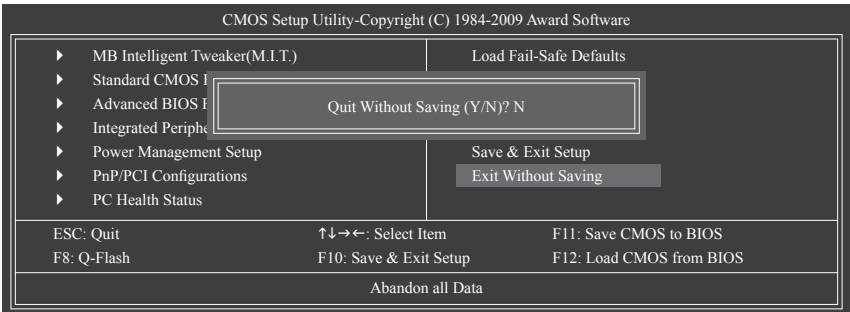 CMOS Setup Utility-Copyright (C) 1984-2009 Award Software
MB Intelligent Tweaker(M.I.T.)
Load Fail-Safe Defaults
Standard CMOS
Advanced BIOS
Quit Without Saving (Y/N)? N
Integrated
Power Management Setup
Save & Exit Setup
PnP/PCI Configurations
Exit Without Saving
PC Health Status
ESC: Quit
↑↓→←: Select Item
F11: Save CMOS to BIOS
F8: Q-Flash
F10: Save & Exit Setup
F12: Load CMOS from BIOS
Abandon all Data